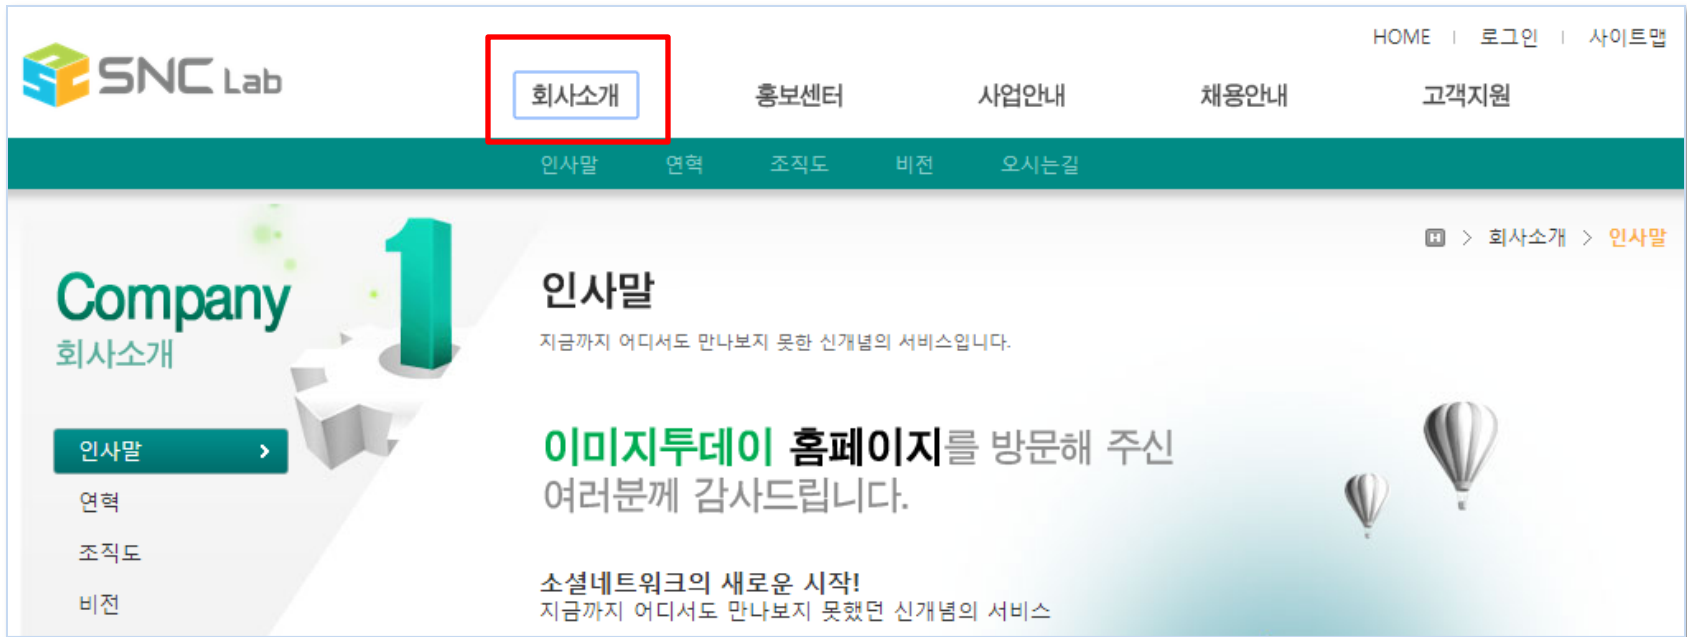 HOME 로그인 사이트맵
SNC Lab
회사소개 홍보센터 사업안내 채용안내 고객지원
인사말 연혁 조직도 비전 오시는길
H > 회사소개 > 인사말
Company
회사소개
1
인사말
연혁
조직도
비전
인사말
지금까지 어디서도 만나보지 못한 신개념의 서비스입니다.
이미지투데이 홈페이지를 방문해 주신
여러분께 감사드립니다.
소셜네트워크의 새로운 시작!
지금까지 어디서도 만나보지 못했던 신개념의 서비스